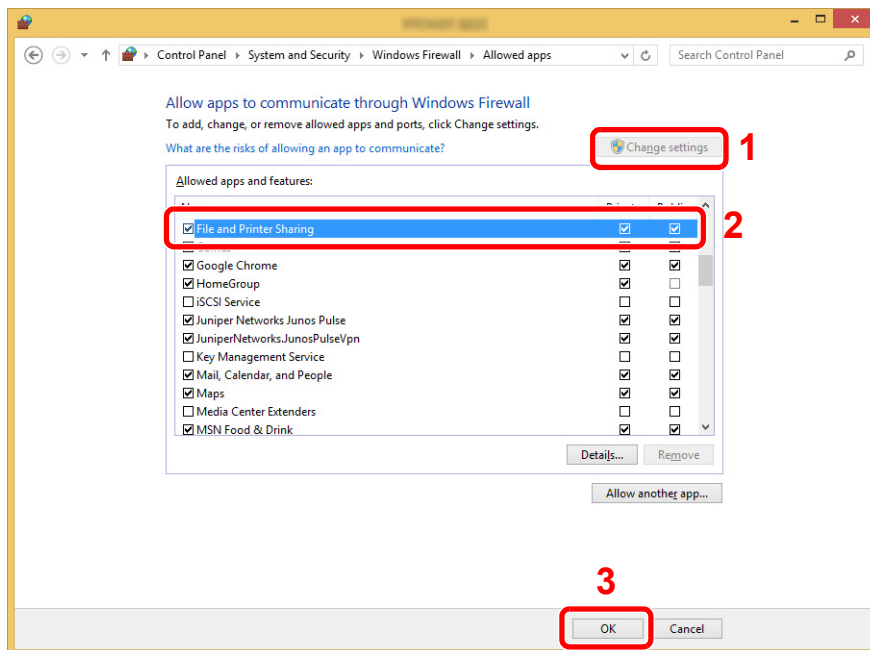 Control Panel System and Security Windows Firewall Allowed apps Search Control Panel
Allow apps to communicate through Windows Firewall
To add, change, or remove allowed apps and ports, click Change settings.
What are the risks of allowing an app to communicate? Change settings 1
Allowed apps and features:
File and Printer Sharing 2
Google Chrome
HomeGroup
iSCSI Service
Juniper Networks Junos Pulse
JuniperNetworks.JunosPulseVpn
Key Management Service
Mail, Calendar, and People
Maps
Media Center Extenders
MSN Food & Drink
Details... Remove
Allow another app...
3
OK Cancel